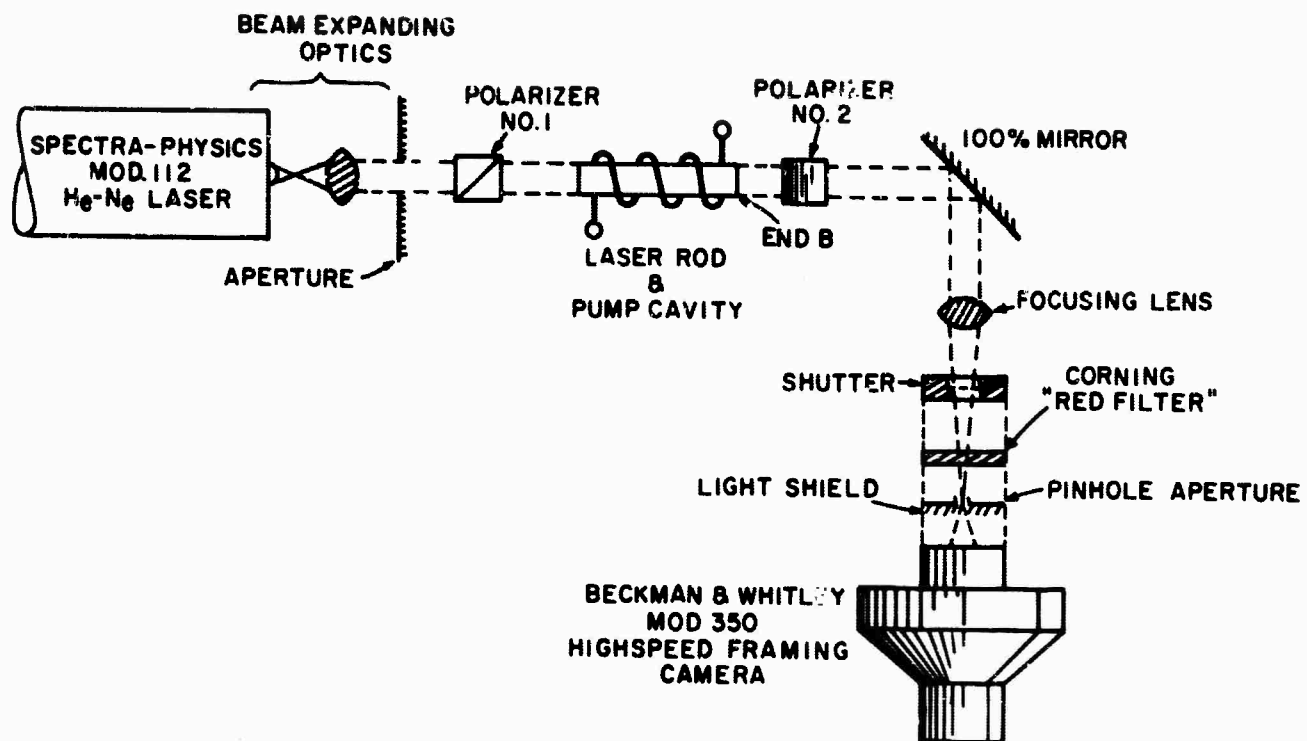 BEAM EXPANDING
OPTICS
POLARIZER
NO. 1
POLARIZER
NO. 2
100% MIRROR
SPECTRA-PHYSICS
MOD. 112
He-Ne LASER
END B
APERTURE
LASER ROD
&
PUMP CAVITY
FOCUSING LENS
SHUTTER
CORNING
"RED FILTER"
LIGHT SHIELD
PINHOLE APERTURE
BECKMAN & WHITLEY
MOD 350
HIGHSPEED FRAMING
CAMERA